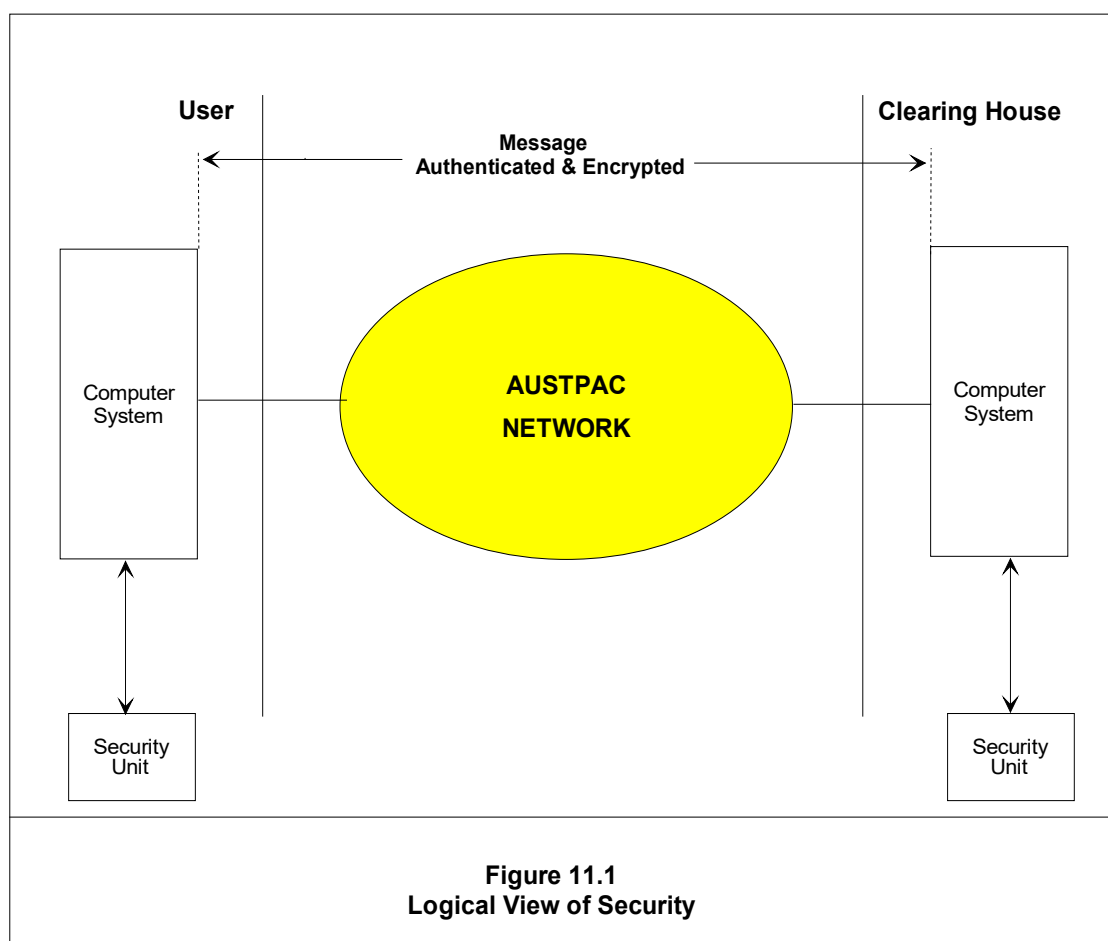 User
Clearing House
Message
Authenticated & Encrypted
Computer
System
AUSTPAC
NETWORK
Computer
System
Security
Unit
Security
Unit
Figure 11.1
Logical View of Security